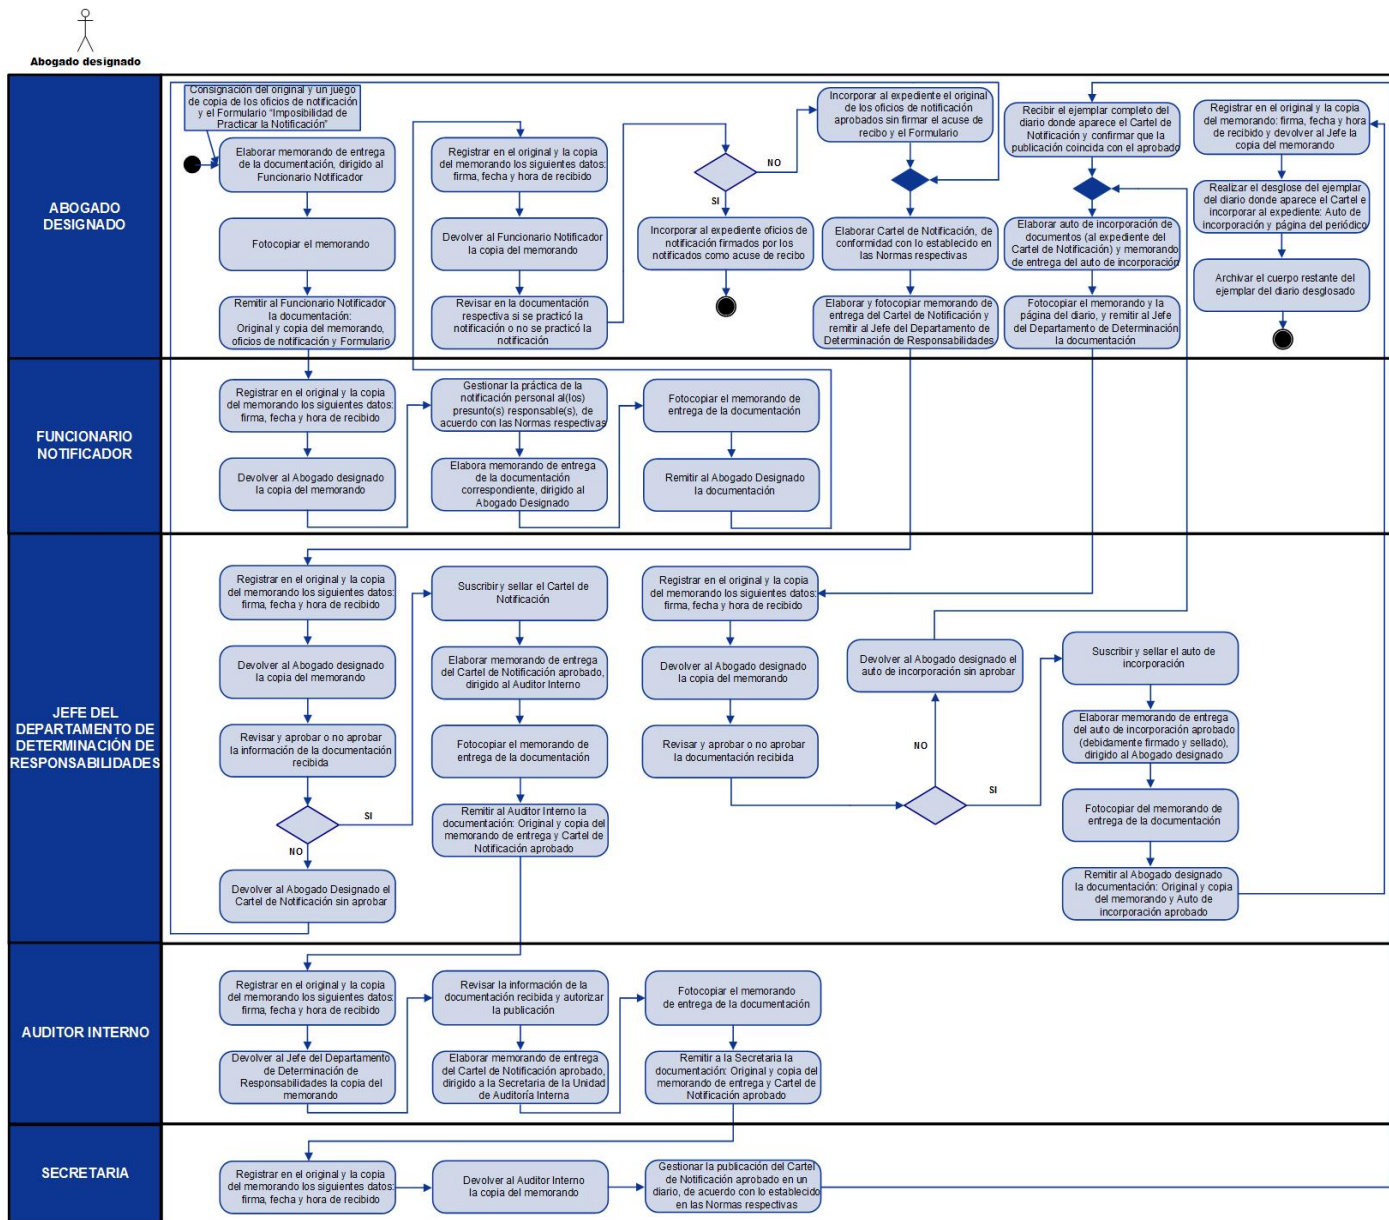 Abogado designado
ABOGADO
DESIGNADO
Consignación del original y un juego
de copia de los oficios de notificación
y el Formulario "Imposibilidad de
Practicar la Notificación"
Elaborar memorando de entrega
de la documentación, dirigido al
Funcionario Notificador
Fotocopiar el memorando
Remitir al Funcionario Notificador
la documentación:
Original y copia del memorando,
oficios de notificación y Formulario
Registrar en el original y la copia
del memorando los siguientes datos:
firma, fecha y hora de recibido
Devolver al Funcionario Notificador
la copia del memorando
Revisar en la documentación
respectiva si se practicó la
notificación o no se practicó la
notificación
NO
SI
Incorporar al expediente oficios de
notificación firmados por los
notificados como acuse de recibo
Incorporar al expediente el original
de los oficios de notificación
aprobados sin firmar el acuse de
recibo y el Formulario
Elaborar Cartel de Notificación, de
conformidad con lo establecido en
las Normas respectivas
Elaborar y fotocopiar memorando de
entrega del Cartel de Notificación y
remitir al Jefe del Departamento de
Determinación de Responsabilidades
Recibir el ejemplar completo del
diario donde aparece el Cartel de
Notificación y confirmar que la
publicación coincida con el aprobado
Elaborar auto de incorporación de
documentos (al expediente del
Cartel de Notificación) y memorando
de entrega del auto de incorporación
Fotocopiar el memorando y la
página del diario, y remitir al Jefe
del Departamento de Determinación
la documentación
Registrar en el original y la copia
del memorando: firma, fecha y hora
de recibido y devolver al Jefe la
copia del memorando
Realizar el desglose del ejemplar
del diario donde aparece el Cartel e
incorporar al expediente: Auto de
incorporación y página del periódico
Archivar el cuerpo restante del
ejemplar del diario desglosado
FUNCIONARIO
NOTIFICADOR
Registrar en el original y la copia
del memorando los siguientes datos:
firma, fecha y hora de recibido
Devolver al Abogado designado
la copia del memorando
Gestionar la práctica de la
notificación personal al(los)
presunto(s) responsable(s), de
acuerdo con las Normas respectivas
Elabora memorando de entrega
de la documentación
correspondiente, dirigido al
Abogado Designado
Fotocopiar el memorando de
entrega de la documentación
Remitir al Abogado Designado
la documentación
JEFE DEL
DEPARTAMENTO DE
DETERMINACIÓN DE
RESPONSABILIDADES
Registrar en el original y la copia
del memorando los siguientes datos:
firma, fecha y hora de recibido
Devolver al Abogado designado
la copia del memorando
Revisar y aprobar o no aprobar
la información de la documentación
recibida
SI
NO
Devolver al Abogado Designado el
Cartel de Notificación sin aprobar
Suscribir y sellar el Cartel de
Notificación
Elaborar memorando de entrega
del Cartel de Notificación aprobado,
dirigido al Auditor Interno
Fotocopiar el memorando de
entrega de la documentación
Remitir al Auditor Interno la
documentación: Original y copia del
memorando de entrega y Cartel de
Notificación aprobado
Registrar en el original y la copia
del memorando los siguientes datos:
firma, fecha y hora de recibido
Devolver al Abogado designado
la copia del memorando
Revisar y aprobar o no aprobar
la documentación recibida
Devolver al Abogado designado el
auto de incorporación sin aprobar
NO
SI
Suscribir y sellar el auto de
incorporación
Elaborar memorando de entrega
del auto de incorporación aprobado
(debidamente firmado y sellado),
dirigido al Abogado designado
Fotocopiar del memorando de
entrega de la documentación
Remitir al Abogado designado
la documentación: Original y copia
del memorando y Auto de
incorporación aprobado
AUDITOR INTERNO
Registrar en el original y la copia
del memorando los siguientes datos:
firma, fecha y hora de recibido
Devolver al Jefe del Departamento
de Determinación de
Responsabilidades la copia del
memorando
Revisar la información de la
documentación recibida y autorizar
la publicación
Elaborar memorando de entrega
del Cartel de Notificación aprobado,
dirigido a la Secretaria de la Unidad
de Auditoría Interna
Fotocopiar el memorando
de entrega de la documentación
Remitir a la Secretaria la
documentación: Original y copia del
memorando de entrega y Cartel de
Notificación aprobado
SECRETARIA
Registrar en el original y la copia
del memorando los siguientes datos:
firma, fecha y hora de recibido
Devolver al Auditor Interno
la copia del memorando
Gestionar la publicación del Cartel
de Notificación aprobado en un
diario, de acuerdo con lo establecido
en las Normas respectivas